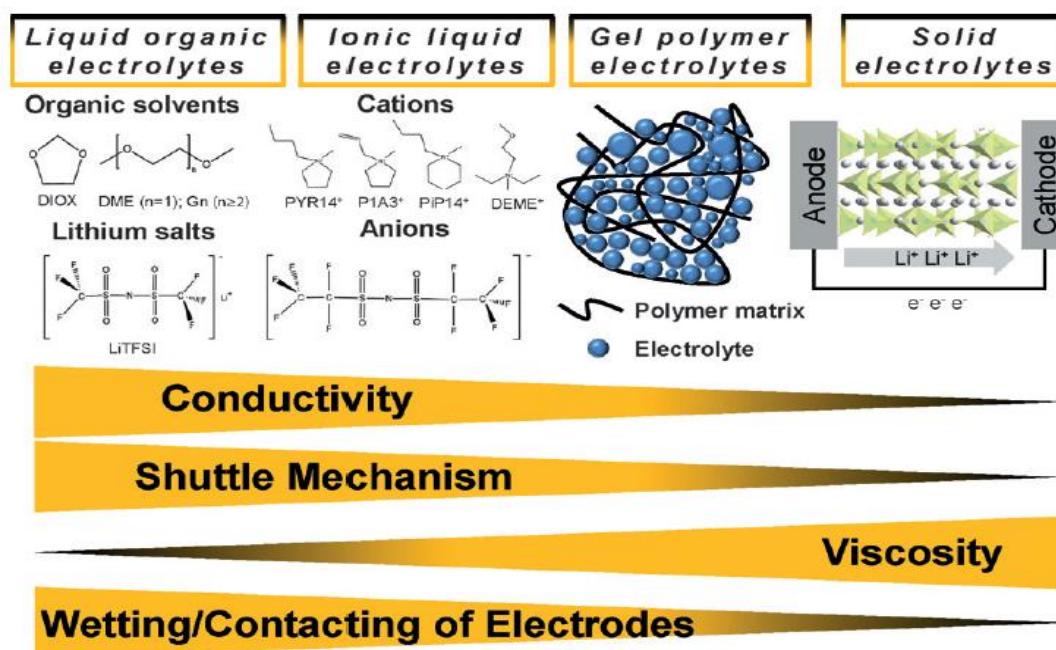 Liquid organic
electrolytes
Ionic liquid
electrolytes
Gel polymer
electrolytes
Solid
electrolytes
Organic solvents
O
O
O
O
n
DIOX
DME (n=1); Gn (n≥2)
Lithium salts
F
F
F
C
S
O
O
N
S
O
O
C
F
F
F
-
Li⁺
LiTFSI
Cations
N
N
N
O
N
PYR14⁺
P1A3⁺
PiP14⁺
DEME⁺
Anions
F
F
F
C
C
F
F
S
O
O
N
S
O
O
C
F
F
C
F
F
F
-
Polymer matrix
Electrolyte
Anode
Cathode
Li⁺ Li⁺ Li⁺
e⁻ e⁻ e⁻
Conductivity
Shuttle Mechanism
Viscosity
Wetting/Contacting of Electrodes